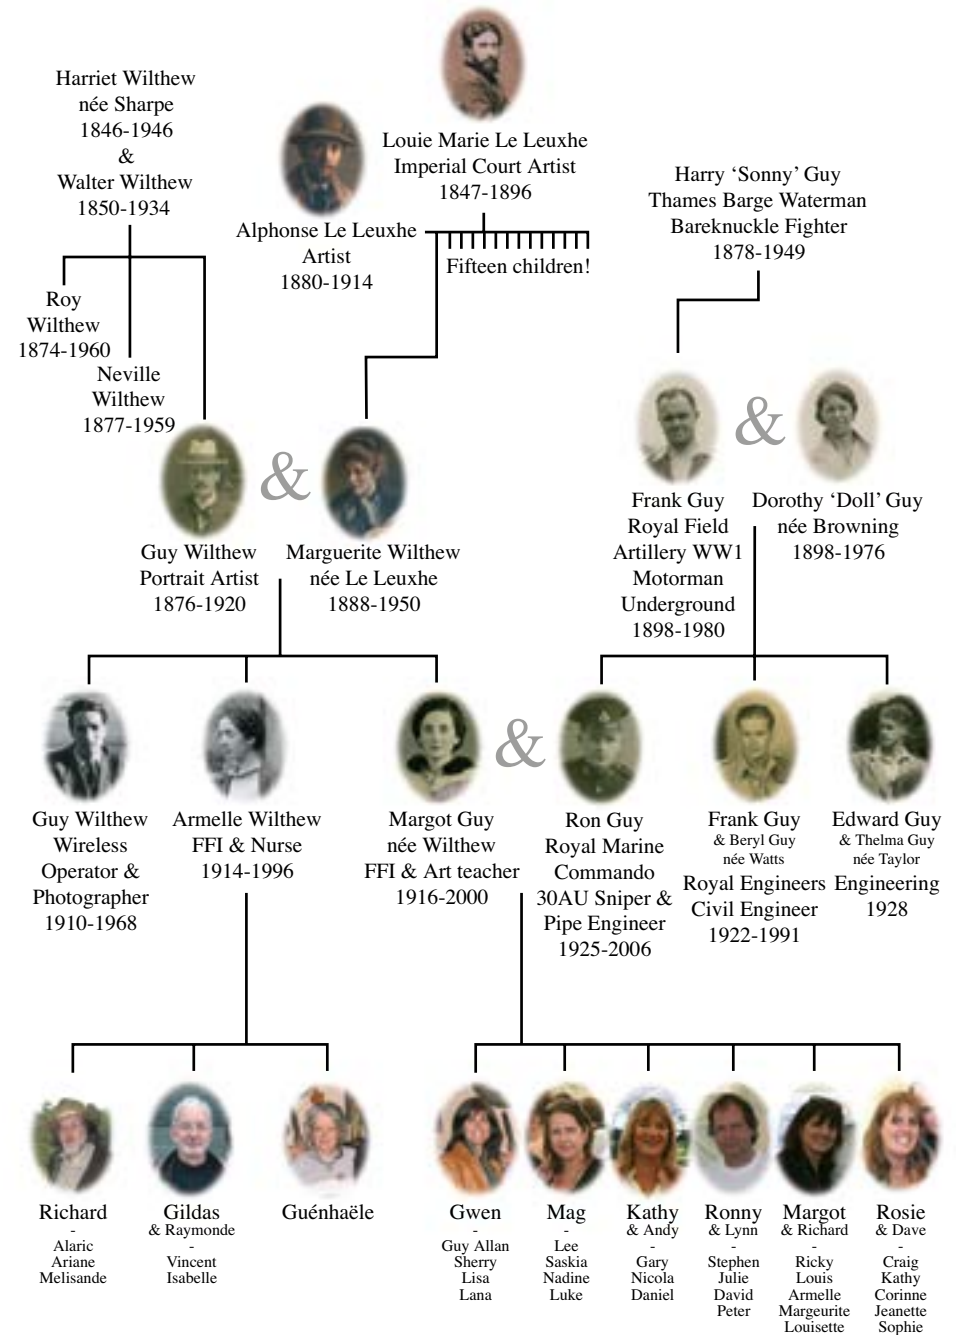 Harriet Wilthew
née Sharpe
1846-1946
&
Walter Wilthew
1850-1934
Louie Marie Le Leuxhe
Imperial Court Artist
1847-1896
Alphonse Le Leuxhe
Artist
1880-1914
Fifteen children!
Harry ‘Sonny’ Guy
Thames Barge Waterman
Bareknuckle Fighter
1878-1949
Roy
Wilthew
1874-1960
Neville
Wilthew
1877-1959
&
Guy Wilthew
Portrait Artist
1876-1920
Marguerite Wilthew
née Le Leuxhe
1888-1950
&
Frank Guy
Royal Field
Artillery WW1
Motorman
Underground
1898-1980
Dorothy ‘Doll’ Guy
née Browning
1898-1976
Guy Wilthew
Wireless
Operator &
Photographer
1910-1968
Armelle Wilthew
FFI & Nurse
1914-1996
Margot Guy
née Wilthew
FFI & Art teacher
1916-2000
&
Ron Guy
Royal Marine
Commando
30AU Sniper &
Pipe Engineer
1925-2006
Frank Guy
& Beryl Guy
née Watts
Royal Engineers
Civil Engineer
1922-1991
Edward Guy
& Thelma Guy
née Taylor
Engineering
1928
Richard
-
Alaric
Ariane
Melisande
Gildas
& Raymonde
-
Vincent
Isabelle
Guénhaële
Gwen
-
Guy Allan
Sherry
Lisa
Lana
Mag
-
Lee
Saskia
Nadine
Luke
Kathy
& Andy
-
Gary
Nicola
Daniel
Ronny
& Lynn
-
Stephen
Julie
David
Peter
Margot
& Richard
-
Ricky
Louis
Armelle
Margeurite
Louisette
Rosie
& Dave
-
Craig
Kathy
Corinne
Jeanette
Sophie